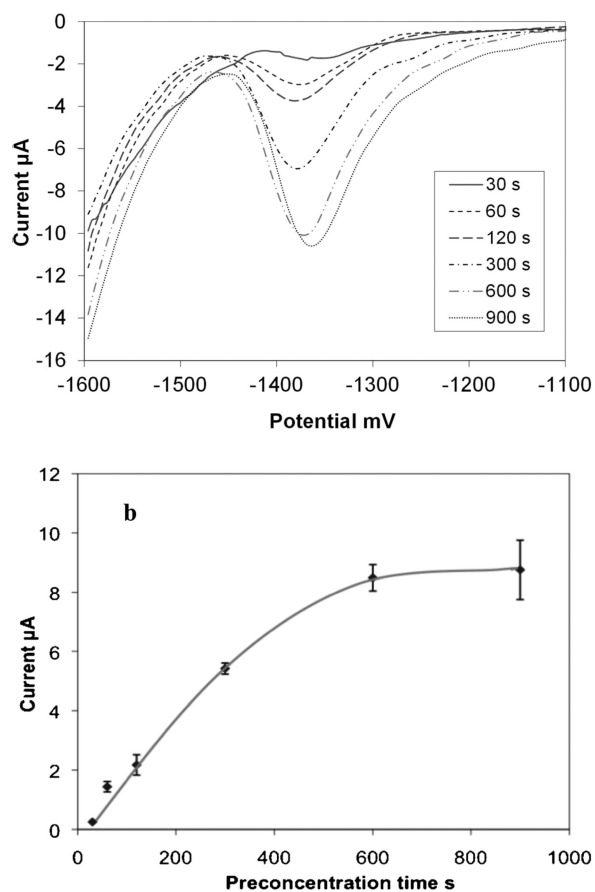 0
-2
-4
-6
-8
-10
-12
-14
-16
Current µA
30 s
60 s
120 s
300 s
600 s
900 s
-1600 -1500 -1400 -1300 -1200 -1100
Potential mV
b
12
10
8
6
4
2
0
Current µA
0 200 400 600 800 1000
Preconcentration time s